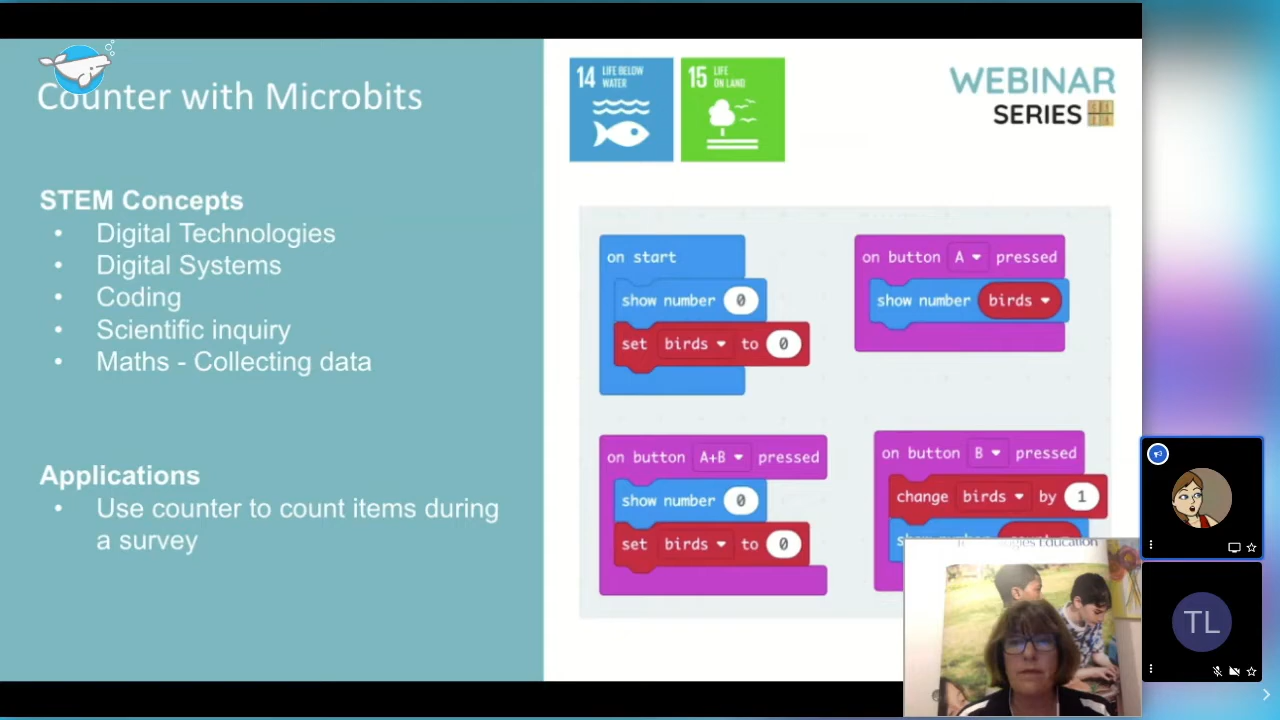 Counter with Microbits
STEM Concepts
• Digital Technologies
• Digital Systems
• Coding
• Scientific inquiry
• Maths - Collecting data
Applications
• Use counter to count items during
a survey
14 LIFE BELOW
WATER
15 LIFE
ON LAND
WEBINAR
SERIES
on start
show number 0
set birds to 0
on button A pressed
show number birds
on button A+B pressed
show number 0
set birds to 0
on button B pressed
change birds by 1
Education
TL